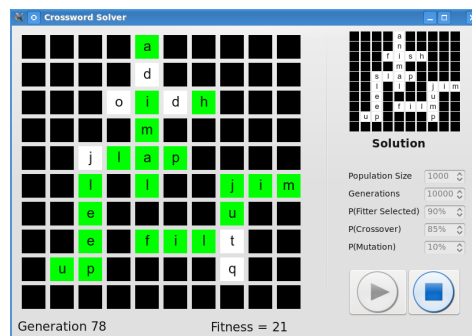 Crossword Solver
a
d
o i d h
m
j l a p
l l j i m
e u
e f i l t
u p q
Generation 78 Fitness = 21
a
n
f i s h
m
s l a p
l l j i m
e u
e f i l m
u p p
Solution
Population Size 1000
Generations 10000
P(Fitter Selected) 90%
P(Crossover) 85%
P(Mutation) 10%